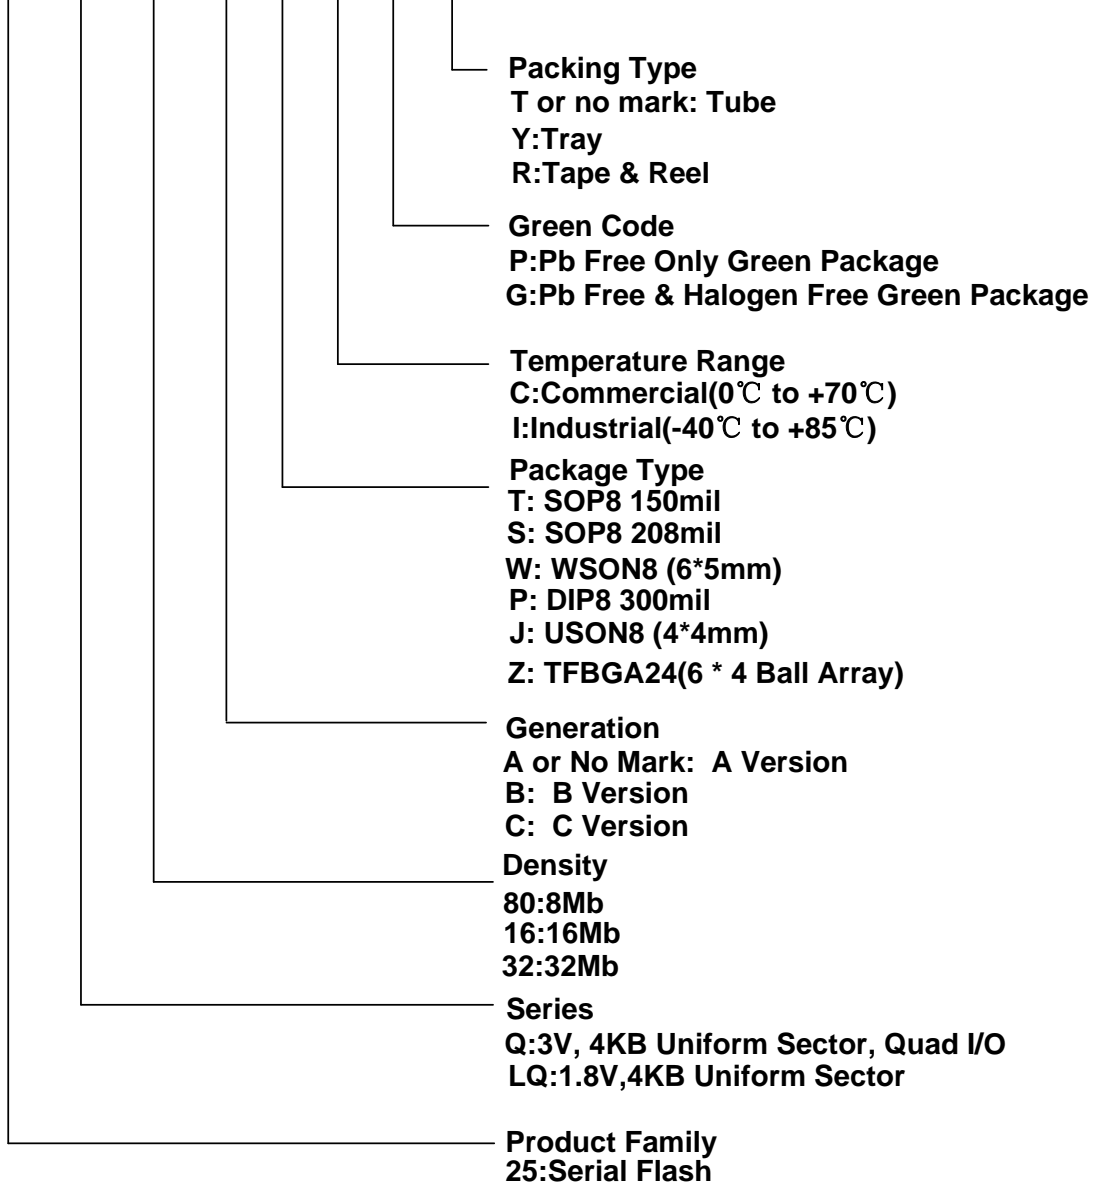 Packing Type
T or no mark: Tube
Y:Tray
R:Tape & Reel
Green Code
P:Pb Free Only Green Package
G:Pb Free & Halogen Free Green Package
Temperature Range
C:Commercial(0℃ to +70℃)
I:Industrial(-40℃ to +85℃)
Package Type
T: SOP8 150mil
S: SOP8 208mil
W: WSON8 (6*5mm)
P: DIP8 300mil
J: USON8 (4*4mm)
Z: TFBGA24(6 * 4 Ball Array)
Generation
A or No Mark: A Version
B: B Version
C: C Version
Density
80:8Mb
16:16Mb
32:32Mb
Series
Q:3V, 4KB Uniform Sector, Quad I/O
LQ:1.8V,4KB Uniform Sector
Product Family
25:Serial Flash